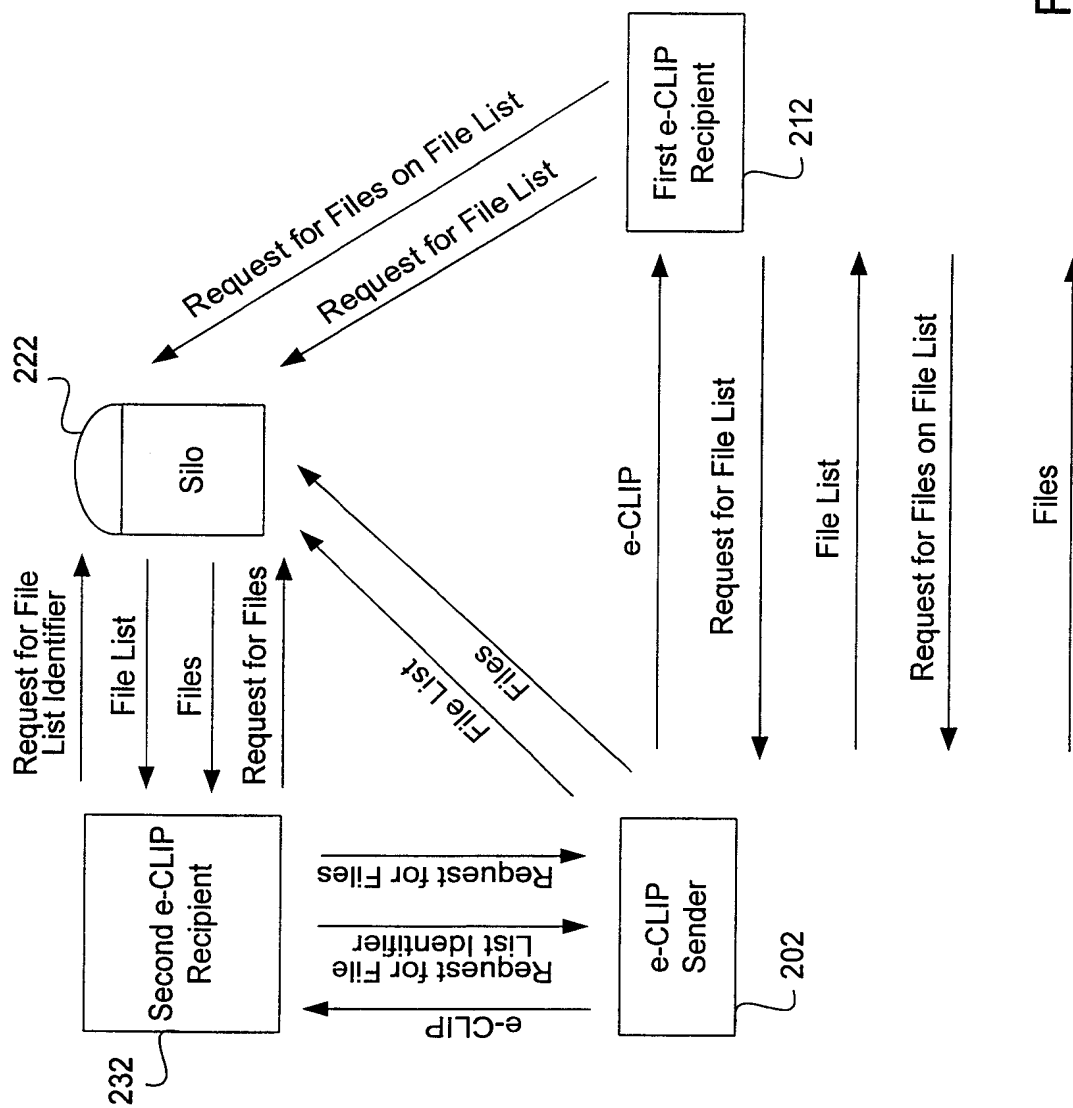 232
Second e-CLIP
Recipient
Request for File
List Identifier
File List
Files
Request for Files
222
Silo
e-CLIP
Request for File
List Identifier
Request for Files
File List
Files
Request for Files on File List
Request for File List
e-CLIP
Sender
202
e-CLIP
Request for File List
File List
Request for Files on File List
Files
First e-CLIP
Recipient
212